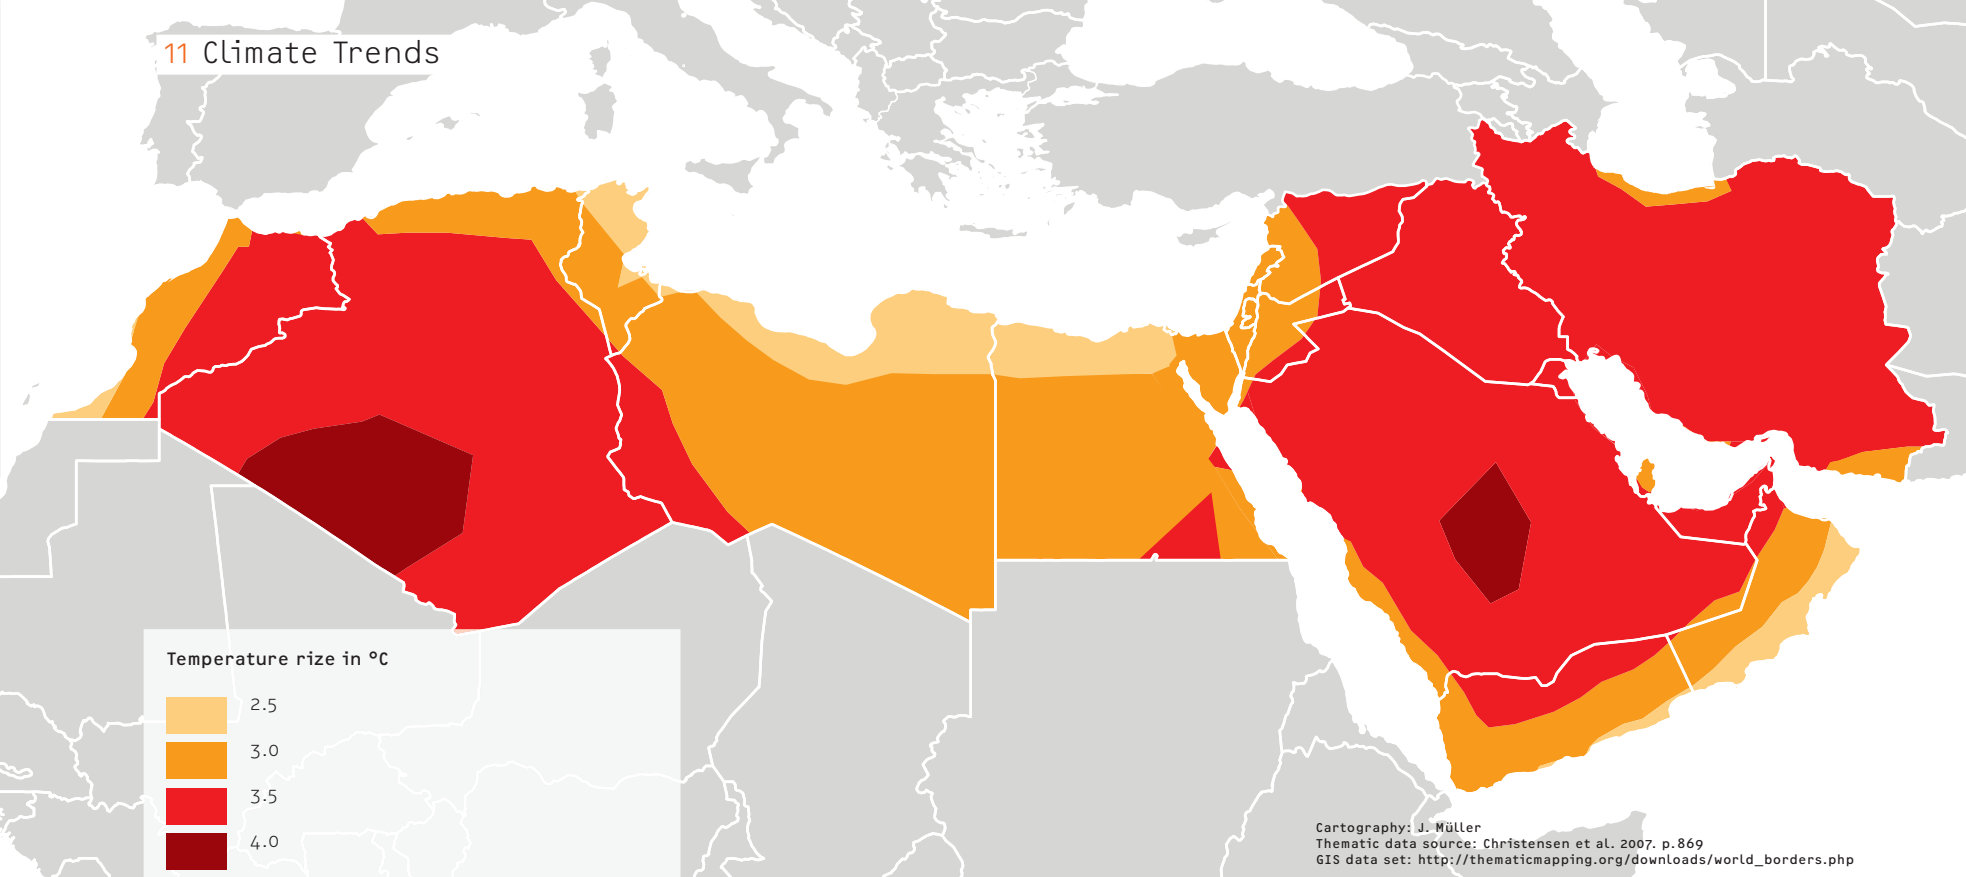 11 Climate Trends
Temperature rize in °C
2.5
3.0
3.5
4.0
Cartography: J. Müller
Thematic data source: Christensen et al. 2007. p.869
GIS data set: http://thematicmapping.org/downloads/world_borders.php